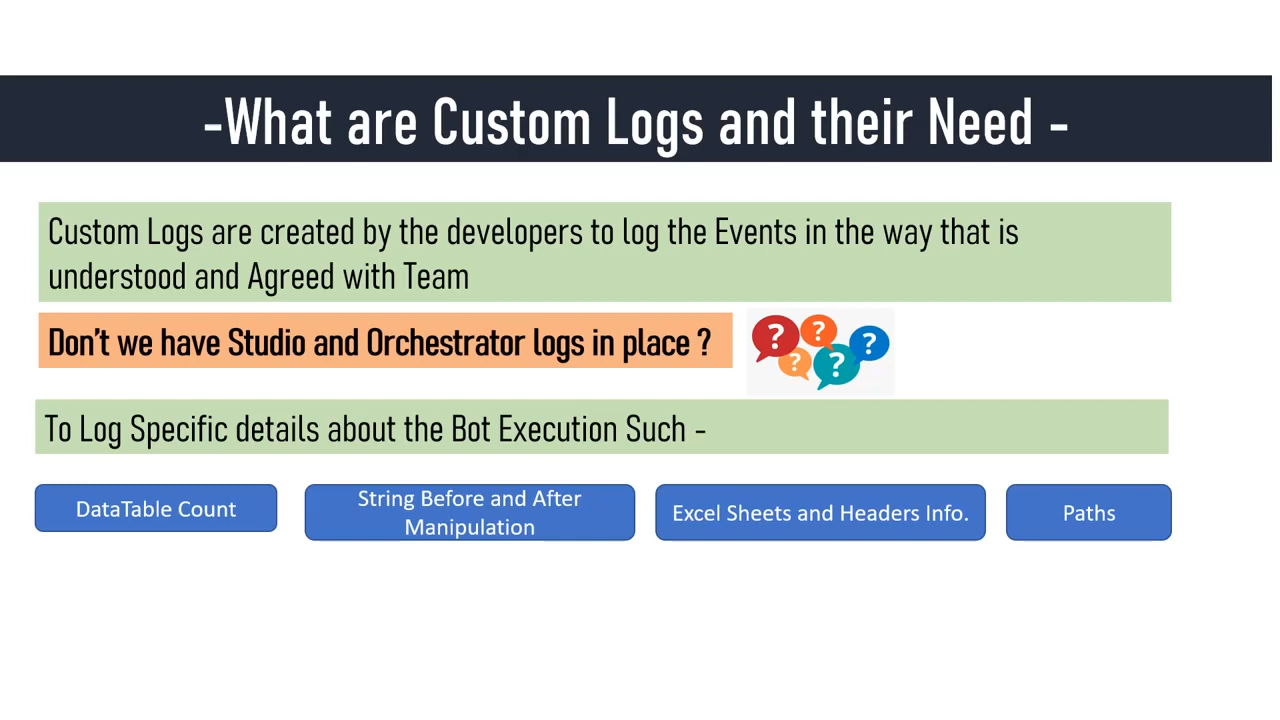 -What are Custom Logs and their Need -
Custom Logs are created by the developers to log the Events in the way that is
understood and Agreed with Team
Don't we have Studio and Orchestrator logs in place ?
? ? ? ? ?
To Log Specific details about the Bot Execution Such -
DataTable Count
String Before and After
Manipulation
Excel Sheets and Headers Info.
Paths